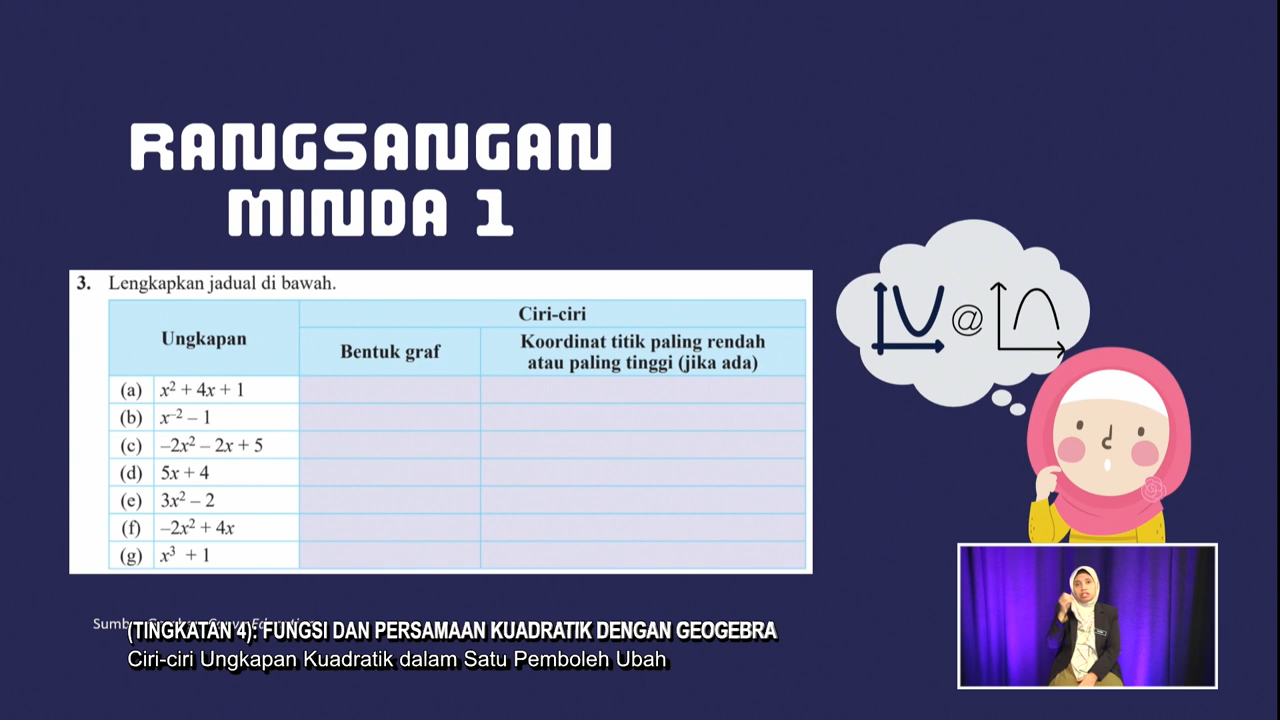 RANGSANGAN
MINDA 1
3. Lengkapkan jadual di bawah.
Ungkapan
Ciri-ciri
Bentuk graf
Koordinat titik paling rendah
atau paling tinggi (jika ada)
(a) x² + 4x + 1
(b) x⁻² – 1
(c) –2x² – 2x + 5
(d) 5x + 4
(e) 3x² – 2
(f) –2x² + 4x
(g) x³ + 1
@
(TINGKATAN 4): FUNGSI DAN PERSAMAAN KUADRATIK DENGAN GEOGEBRA
Ciri-ciri Ungkapan Kuadratik dalam Satu Pemboleh Ubah